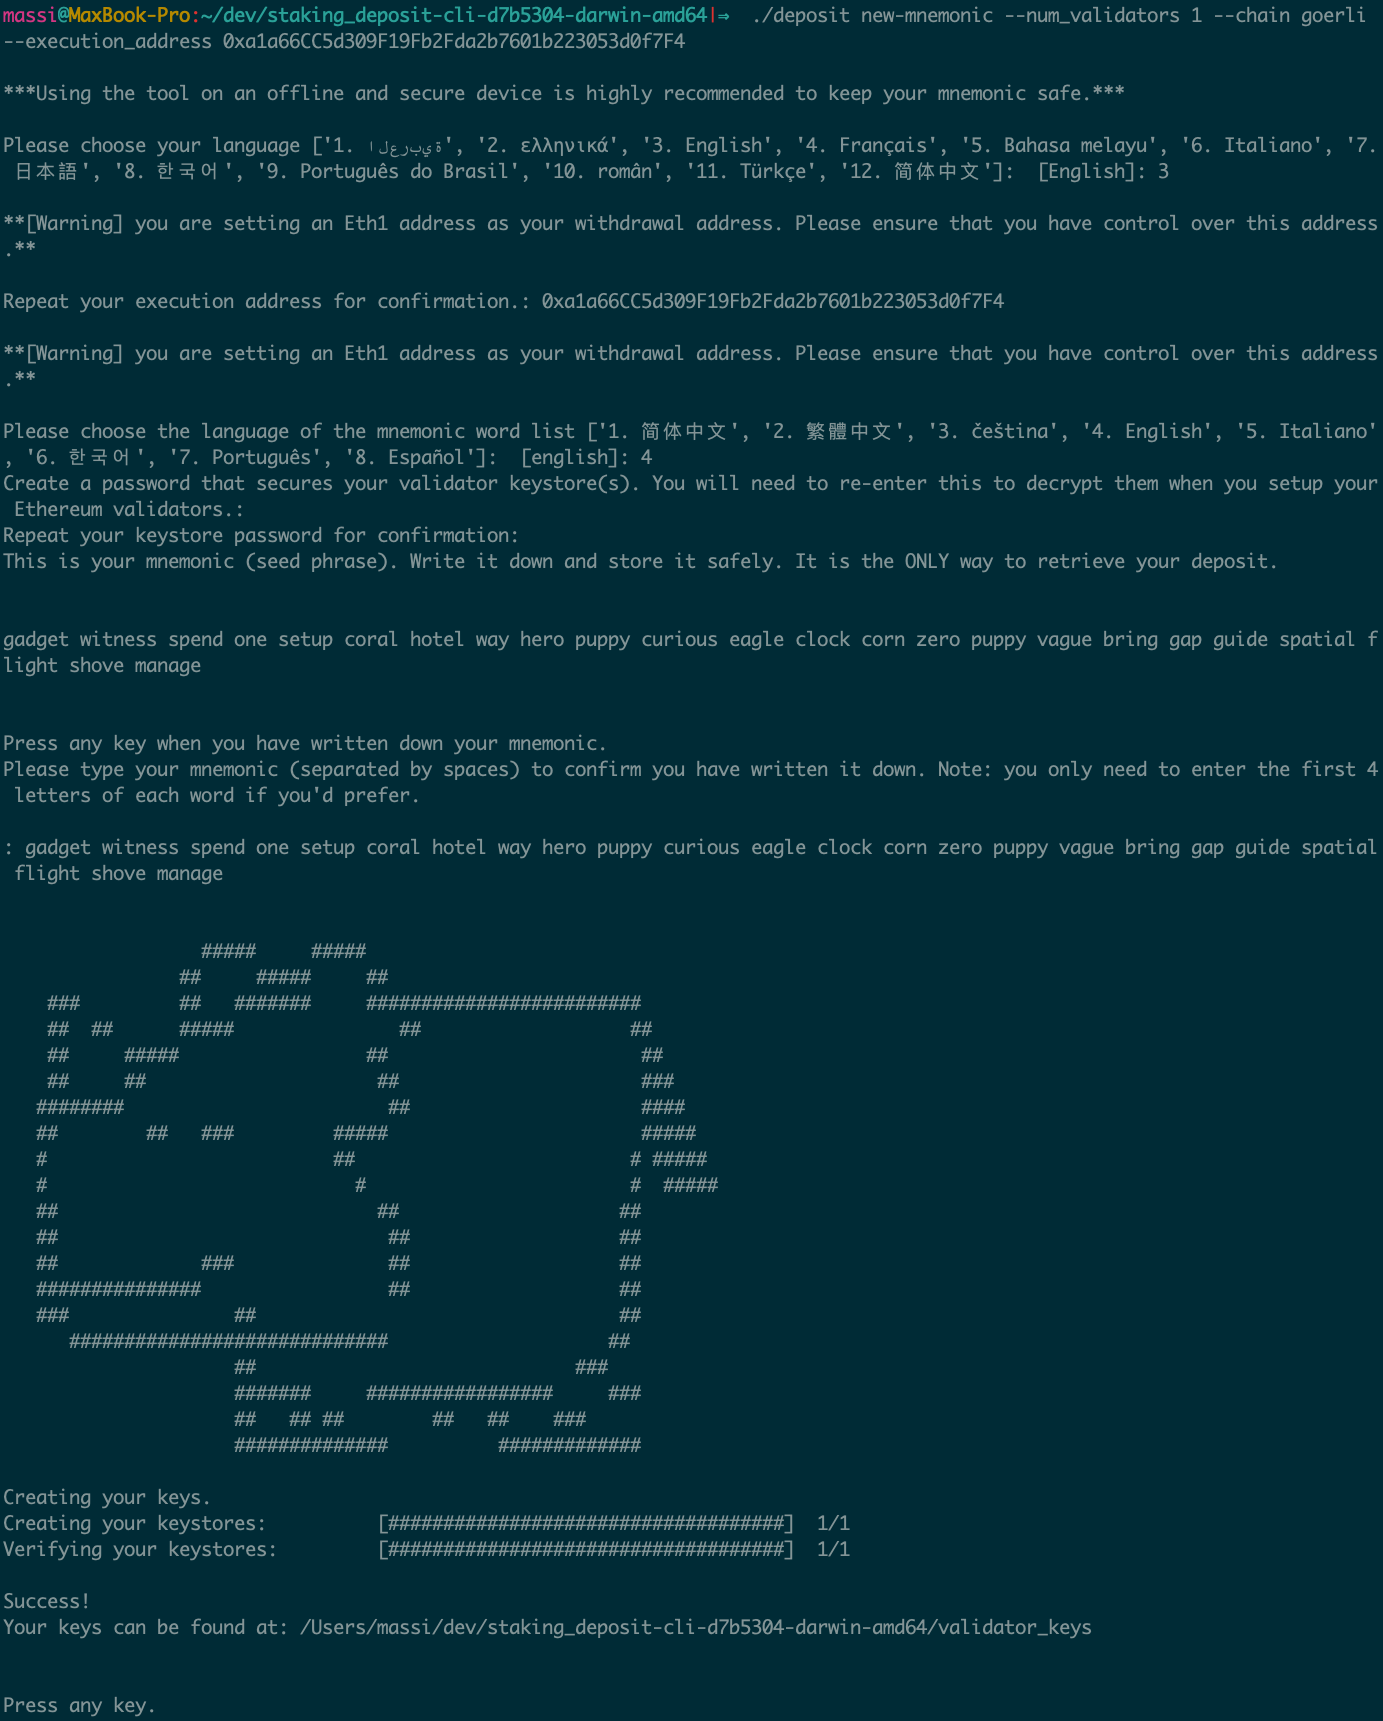 massi@MaxBook-Pro:~/dev/staking_deposit-cli-d7b5304-darwin-amd64|⇒  ./deposit new-mnemonic --num_validators 1 --chain goerli
--execution_address 0xa1a66CC5d309F19Fb2Fda2b7601b223053d0f7F4
***Using the tool on an offline and secure device is highly recommended to keep your mnemonic safe.***
Please choose your language ['1. العربية', '2. ελληνικά', '3. English', '4. Français', '5. Bahasa melayu', '6. Italiano', '7.
日本語', '8. 한국어', '9. Português do Brasil', '10. român', '11. Türkçe', '12. 简体中文']:  [English]: 3
**[Warning] you are setting an Eth1 address as your withdrawal address. Please ensure that you have control over this address
.**
Repeat your execution address for confirmation.: 0xa1a66CC5d309F19Fb2Fda2b7601b223053d0f7F4
**[Warning] you are setting an Eth1 address as your withdrawal address. Please ensure that you have control over this address
.**
Please choose the language of the mnemonic word list ['1. 简体中文', '2. 繁體中文', '3. čeština', '4. English', '5. Italiano'
, '6. 한국어', '7. Português', '8. Español']:  [english]: 4
Create a password that secures your validator keystore(s). You will need to re-enter this to decrypt them when you setup your
 Ethereum validators.:
Repeat your keystore password for confirmation:
This is your mnemonic (seed phrase). Write it down and store it safely. It is the ONLY way to retrieve your deposit.
gadget witness spend one setup coral hotel way hero puppy curious eagle clock corn zero puppy vague bring gap guide spatial f
light shove manage
Press any key when you have written down your mnemonic.
Please type your mnemonic (separated by spaces) to confirm you have written it down. Note: you only need to enter the first 4
 letters of each word if you'd prefer.
: gadget witness spend one setup coral hotel way hero puppy curious eagle clock corn zero puppy vague bring gap guide spatial
 flight shove manage
                  #####     #####
                ##     #####     ##
    ###         ##   #######     #########################
    ##  ##      #####               ##                   ##
    ##     #####                 ##                       ##
    ##     ##                     ##                      ###
   ########                        ##                     ####
   ##        ##   ###         #####                       #####
   #                          ##                         # #####
   #                            #                        #  #####
   ##                             ##                    ##
   ##                              ##                   ##
   ##             ###              ##                   ##
   ###############                 ##                   ##
   ###               ##                                 ##
      #############################                    ##
                     ##                             ###
                     #######     #################     ###
                     ##   ## ##        ##   ##    ###
                     ##############          #############
Creating your keys.
Creating your keystores:          [####################################]  1/1
Verifying your keystores:         [####################################]  1/1
Success!
Your keys can be found at: /Users/massi/dev/staking_deposit-cli-d7b5304-darwin-amd64/validator_keys
Press any key.